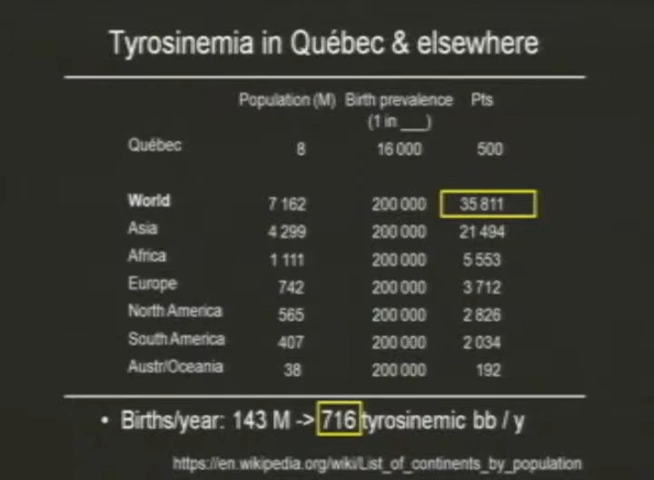 Tyrosinemia in Québec & elsewhere
Population (M) Birth prevalence Pts
(1 in ___)
Québec 8 16 000 500
World 7 162 200 000 35 811
Asia 4 299 200 000 21 494
Africa 1 111 200 000 5 553
Europe 742 200 000 3 712
North America 565 200 000 2 826
South America 407 200 000 2 034
Austr/Oceania 38 200 000 192
• Births/year: 143 M -> 716 tyrosinemic bb / y
https://en.wikipedia.org/wiki/List_of_continents_by_population